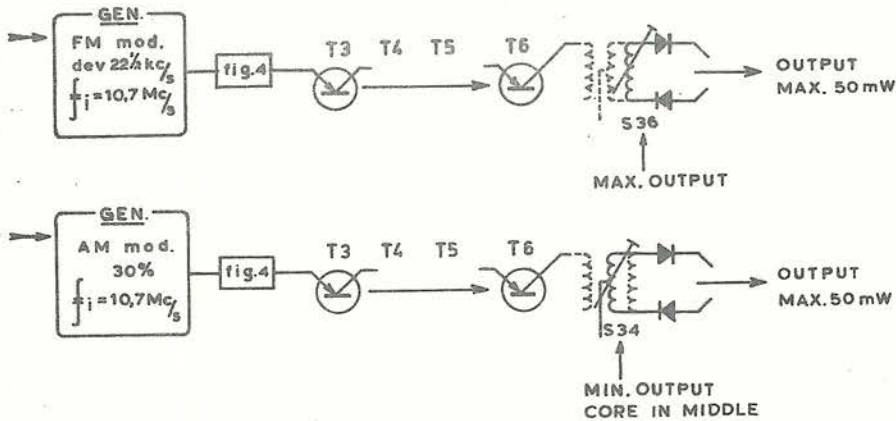 GEN.
FM mod.
dev 22½ kc/s
fi = 10,7 Mc/s
fig.4
T3 T4 T5 T6
S36
MAX. OUTPUT
OUTPUT
MAX. 50 mW
GEN.
AM mod.
30%
fi = 10,7 Mc/s
fig.4
T3 T4 T5 T6
S34
MIN. OUTPUT
CORE IN MIDDLE
OUTPUT
MAX. 50 mW